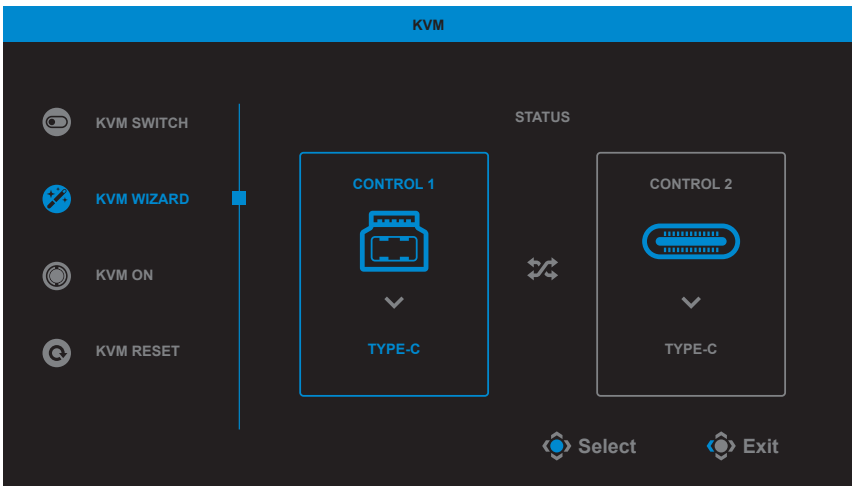 KVM
KVM SWITCH
KVM WIZARD
KVM ON
KVM RESET
STATUS
CONTROL 1
TYPE-C
CONTROL 2
TYPE-C
Select
Exit